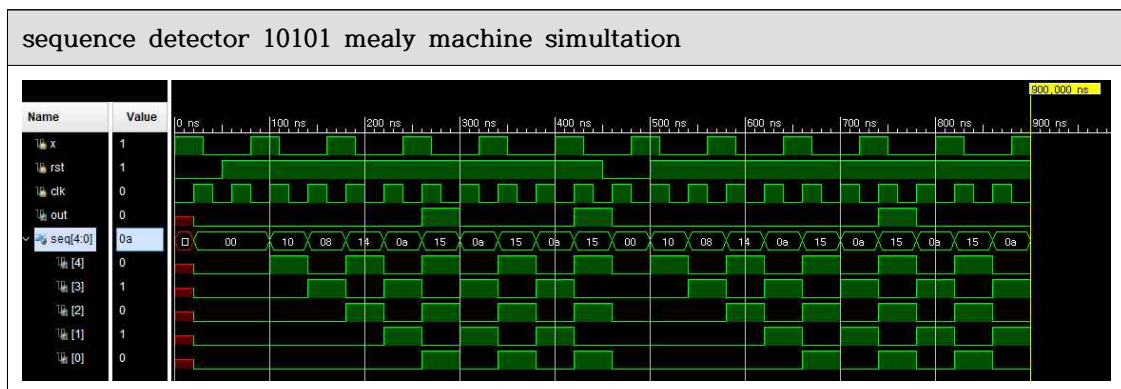 sequence detector 10101 mealy machine simultation
900,000 ns
Name Value 0 ns 100 ns 200 ns 300 ns 400 ns 500 ns 600 ns 700 ns 800 ns 900 ns
x 1
rst 1
clk 0
out 0
seq[4:0] 0a 00 10 08 14 0a 15 0a 15 0a 15 00 10 08 14 0a 15 0a 15 0a 15 0a
[4] 0
[3] 1
[2] 0
[1] 1
[0] 0